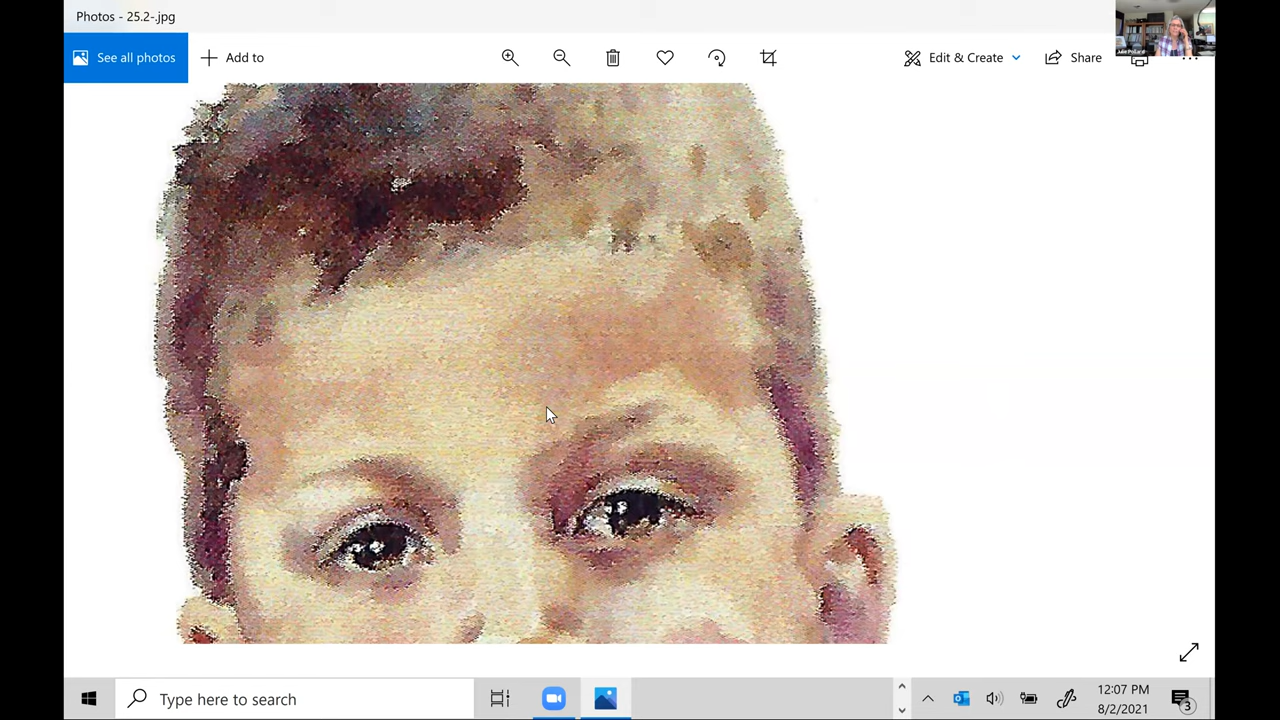 Photos - 25.2-.jpg
See all photos
Add to
Edit & Create
Share
Type here to search
12:07 PM
8/2/2021
3